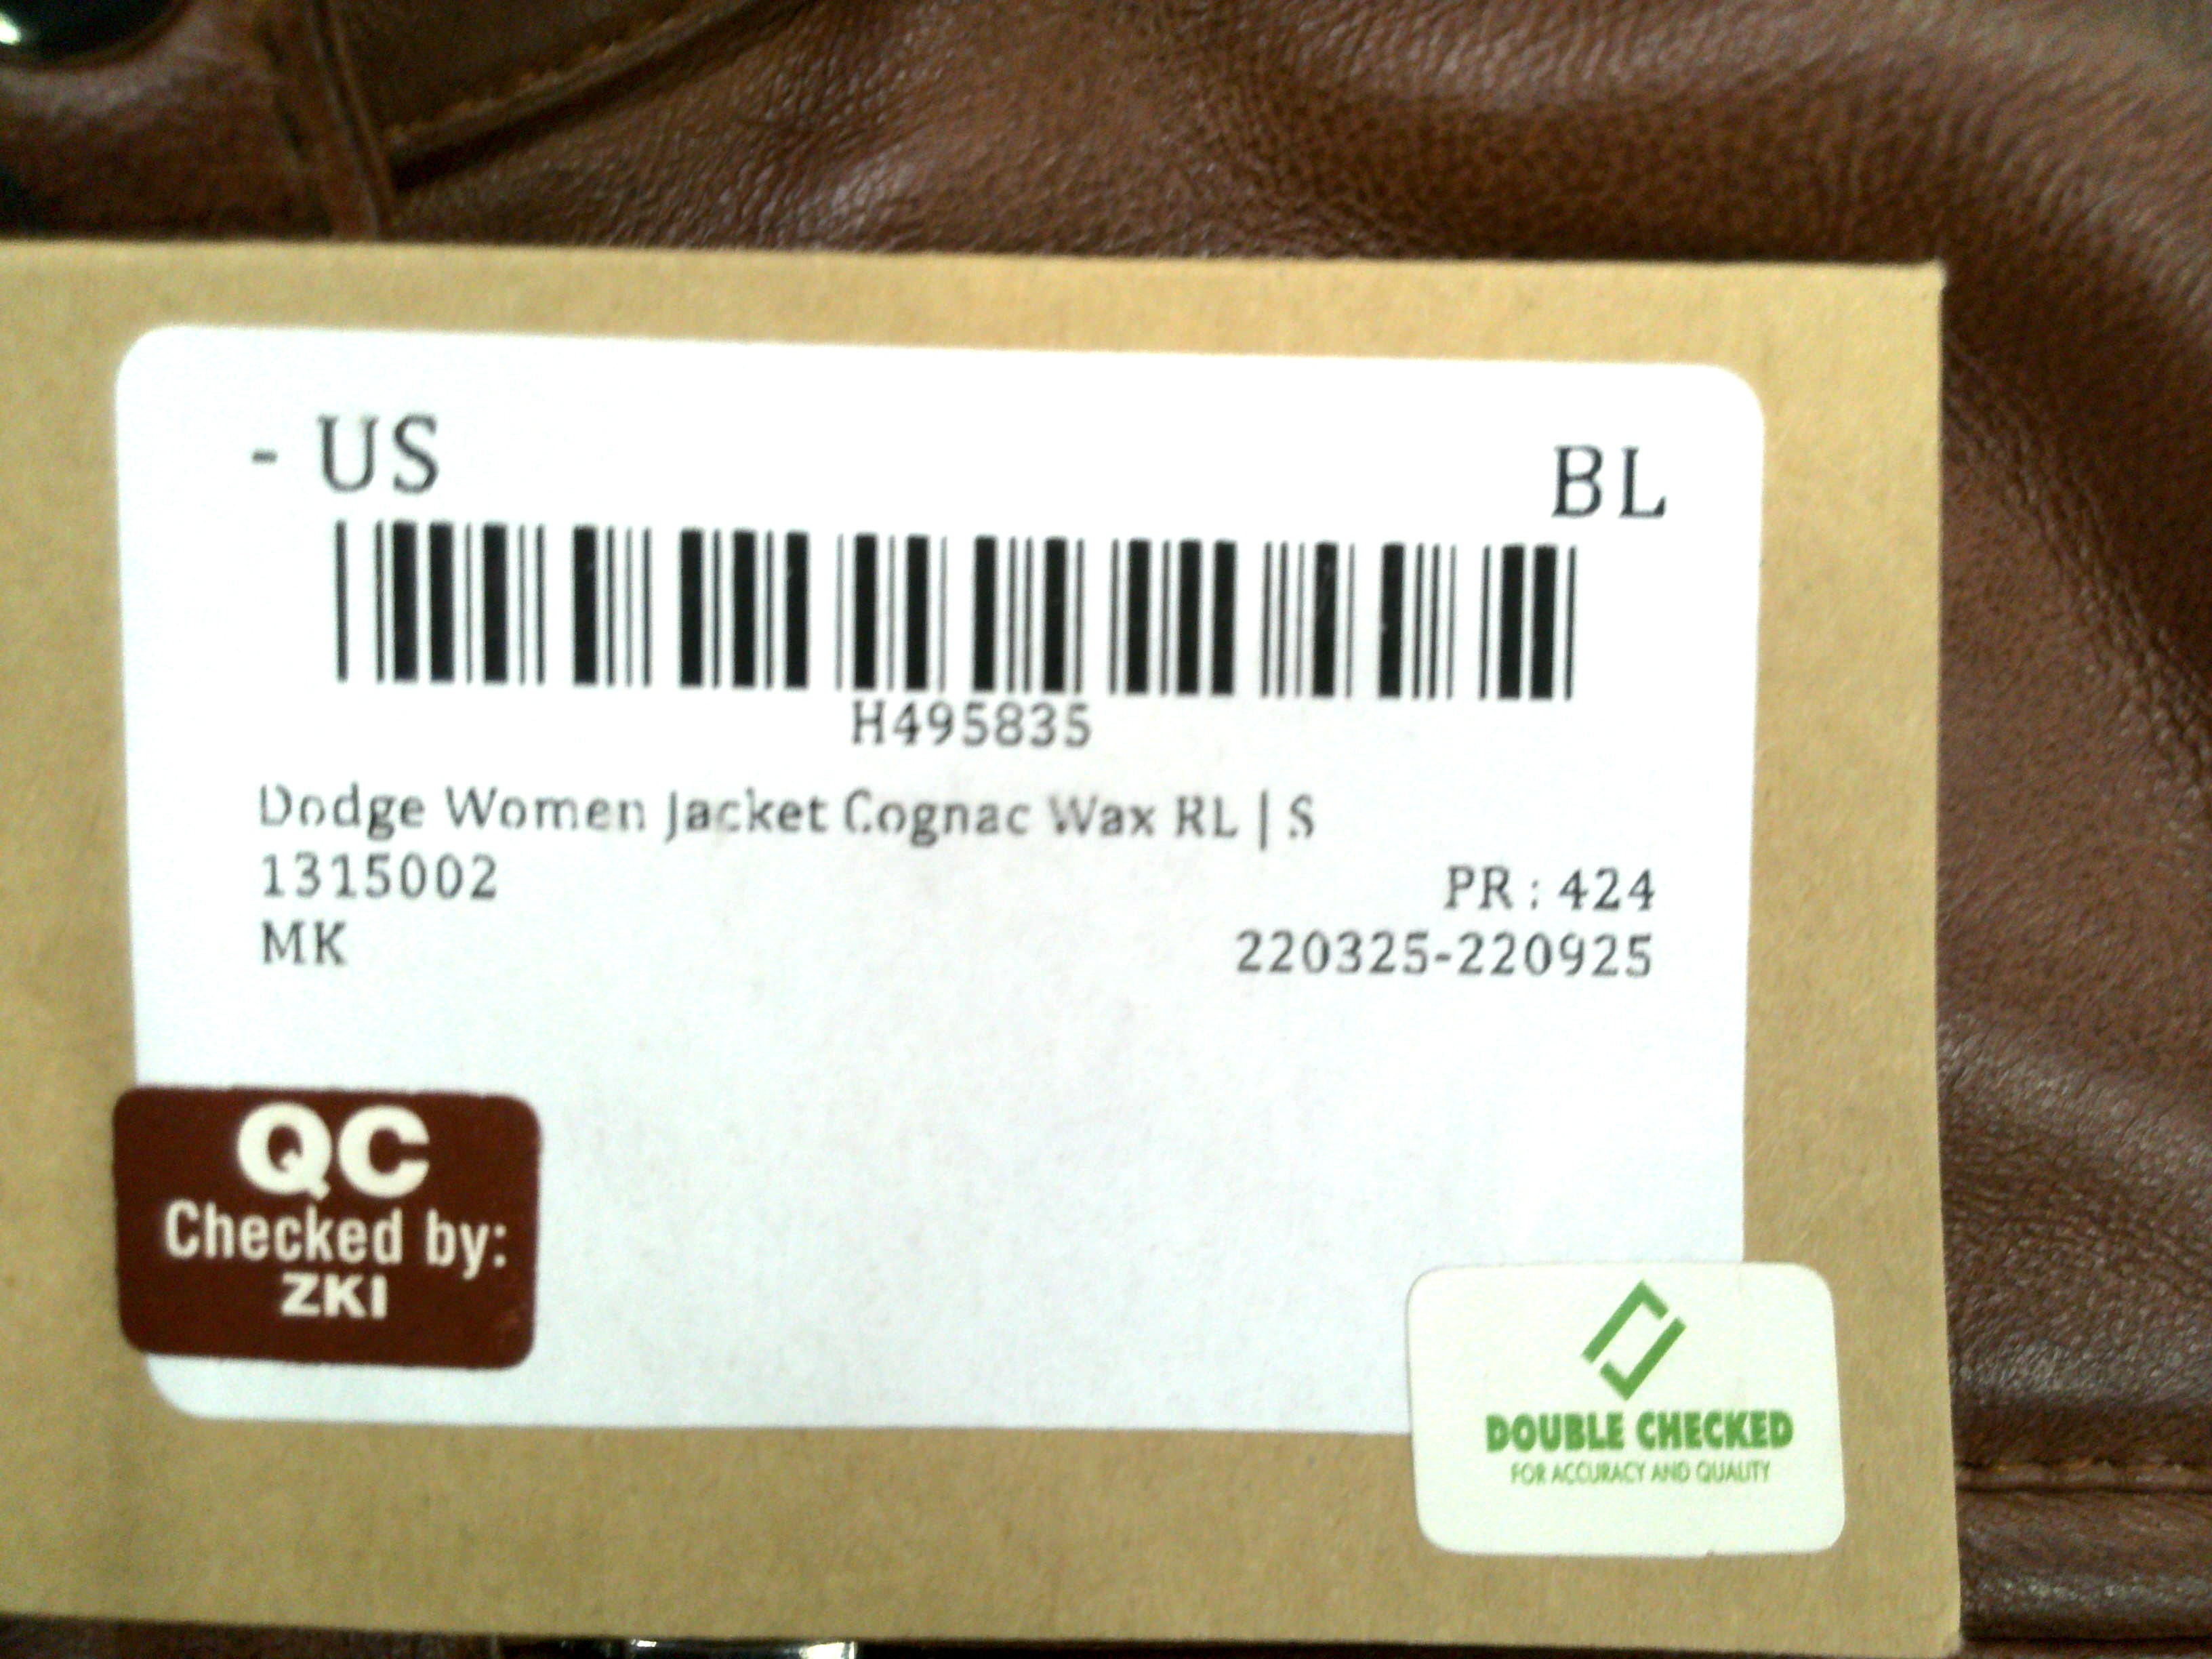 - US BL
H495835
Dodge Women Jacket Cognac Wax RL | S
1315002 PR : 424
MK 220325-220925
QC
Checked by:
ZKI
DOUBLE CHECKED
FOR ACCURACY AND QUALITY